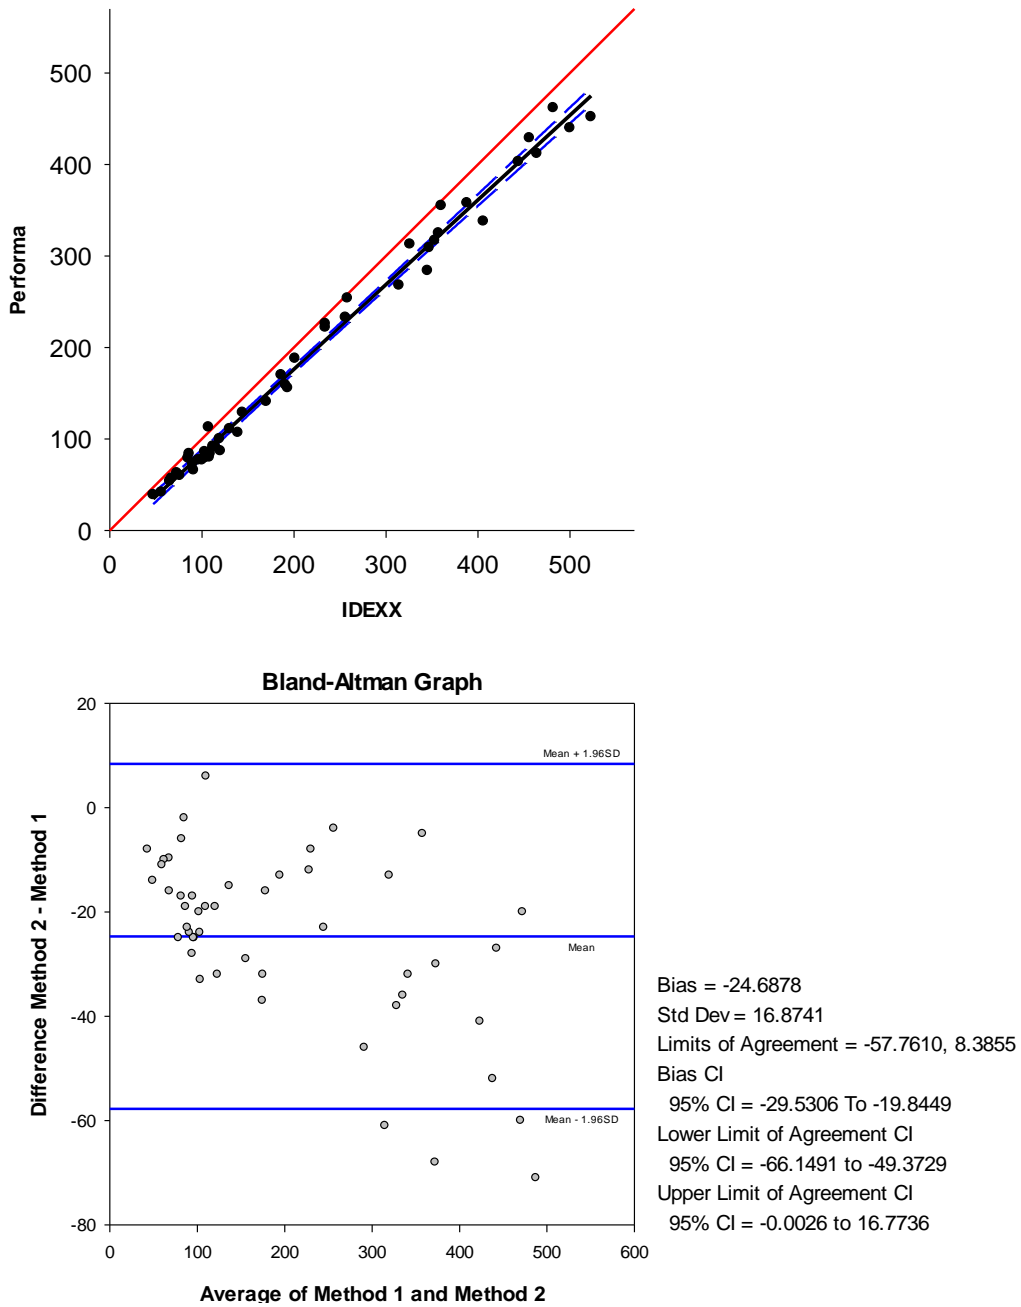 500
400
300
200
100
0
Performa
0 100 200 300 400 500
IDEXX
Bland-Altman Graph
20
0
-20
-40
-60
-80
Difference Method 2 - Method 1
Mean + 1.96SD
Mean
Mean - 1.96SD
0 100 200 300 400 500 600
Average of Method 1 and Method 2
Bias = -24.6878
Std Dev = 16.8741
Limits of Agreement = -57.7610, 8.3855
Bias CI
95% CI = -29.5306 To -19.8449
Lower Limit of Agreement CI
95% CI = -66.1491 to -49.3729
Upper Limit of Agreement CI
95% CI = -0.0026 to 16.7736